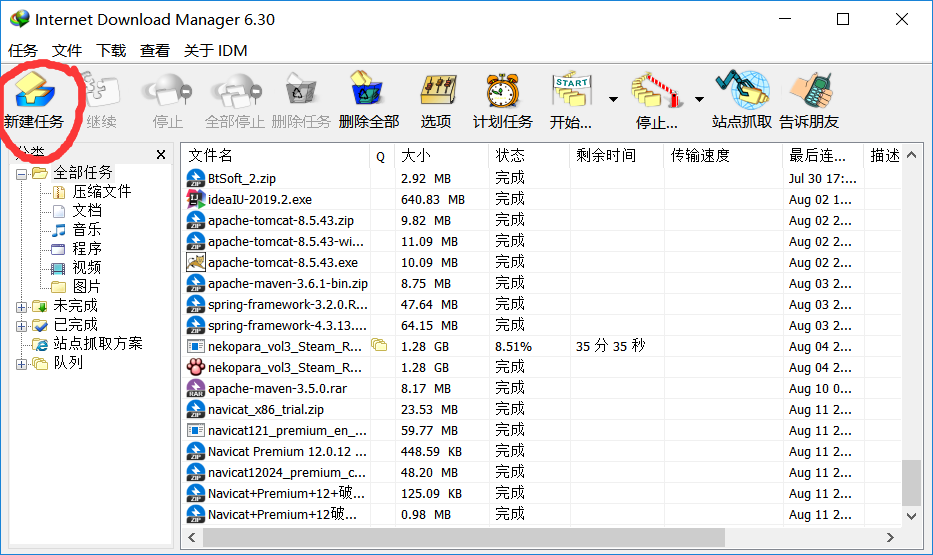 Internet Download Manager 6.30
任务 文件 下载 查看 关于 IDM
新建任务 继续 停止 全部停止 删除任务 删除全部 选项 计划任务 START 开始... 停止... 站点抓取 告诉朋友
分类
全部任务
压缩文件
文档
音乐
程序
视频
图片
未完成
已完成
站点抓取方案
队列
文件名 Q 大小 状态 剩余时间 传输速度 最后连... 描述
BtSoft_2.zip 2.92 MB 完成 Jul 30 17:...
ideaIU-2019.2.exe 640.83 MB 完成 Aug 02 1...
apache-tomcat-8.5.43.zip 9.82 MB 完成 Aug 02 2...
apache-tomcat-8.5.43-wi... 11.09 MB 完成 Aug 02 2...
apache-tomcat-8.5.43.exe 10.09 MB 完成 Aug 02 2...
apache-maven-3.6.1-bin.zip 8.75 MB 完成 Aug 03 2...
spring-framework-3.2.0.R... 47.64 MB 完成 Aug 03 2...
spring-framework-4.3.13.... 64.15 MB 完成 Aug 03 2...
nekopara_vol3_Steam_R... 1.28 GB 8.51% 35 分 35 秒 Aug 04 2...
nekopara_vol3_Steam_R... 1.28 GB 完成 Aug 04 2...
apache-maven-3.5.0.rar 8.17 MB 完成 Aug 10 0...
navicat_x86_trial.zip 23.53 MB 完成 Aug 11 2...
navicat121_premium_en_... 59.77 MB 完成 Aug 11 2...
Navicat Premium 12.0.12 ... 448.59 KB 完成 Aug 11 2...
navicat12024_premium_c... 48.20 MB 完成 Aug 11 2...
Navicat+Premium+12+破... 125.09 KB 完成 Aug 11 2...
Navicat+Premium+12破... 0.98 MB 完成 Aug 11 2...